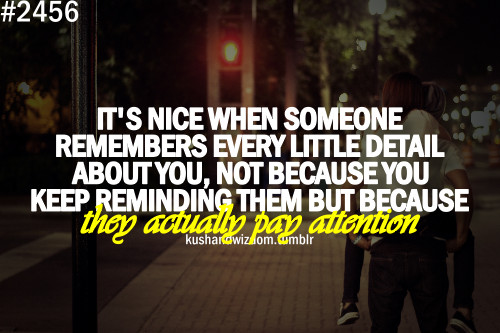 #2456
IT'S NICE WHEN SOMEONE
REMEMBERS EVERY LITTLE DETAIL
ABOUT YOU, NOT BECAUSE YOU
KEEP REMINDING THEM BUT BECAUSE
they actually pay attention
kushandwizdom.tumblr